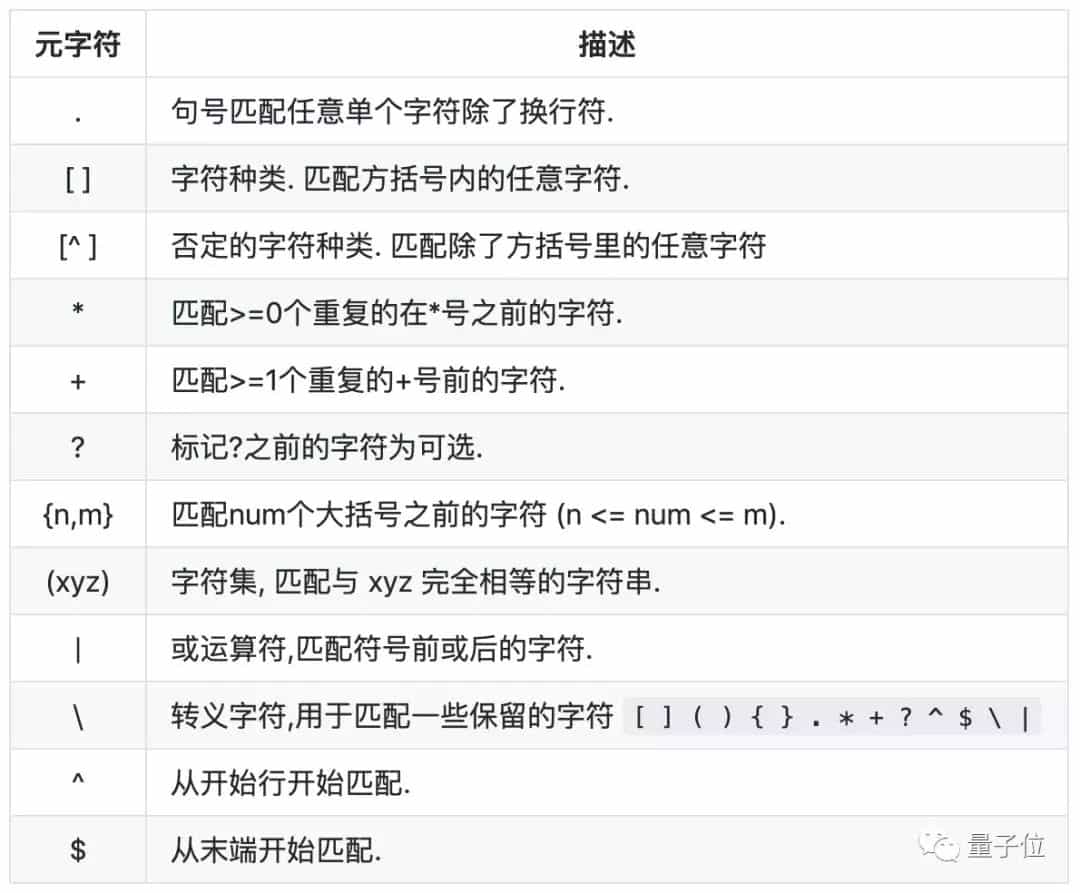 元字符 描述
. 句号匹配任意单个字符除了换行符.
[ ] 字符种类. 匹配方括号内的任意字符.
[^ ] 否定的字符种类. 匹配除了方括号里的任意字符
* 匹配>=0个重复的在*号之前的字符.
+ 匹配>=1个重复的+号前的字符.
? 标记?之前的字符为可选.
{n,m} 匹配num个大括号之前的字符 (n <= num <= m).
(xyz) 字符集, 匹配与 xyz 完全相等的字符串.
| 或运算符,匹配符号前或后的字符.
\ 转义字符,用于匹配一些保留的字符 [ ] ( ) { } . * + ? ^ $ \ |
^ 从开始行开始匹配.
$ 从末端开始匹配.
量子位